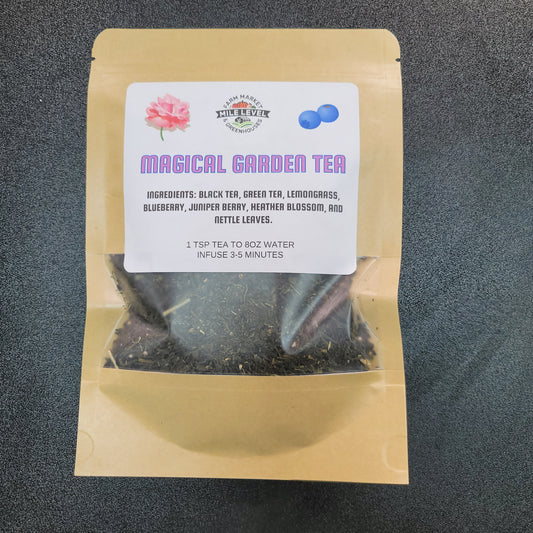 FARM MARKET
MILE LEVEL
& GREENHOUSES
MAGICAL GARDEN TEA
INGREDIENTS: BLACK TEA, GREEN TEA, LEMONGRASS,
BLUEBERRY, JUNIPER BERRY, HEATHER BLOSSOM, AND
NETTLE LEAVES.
1 TSP TEA TO 8OZ WATER
INFUSE 3-5 MINUTES